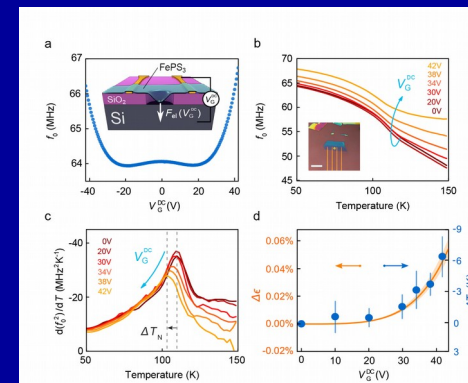 a
FePS3
SiO2
Si
Fel(VGDC)
VGDC
f0 (MHz)
67
66
65
64
-40 -20 0 20 40
VGDC(V)
b
f0 (MHz)
70
65
60
55
50
45
42V
38V
34V
30V
20V
0V
VGDC
50 100 150
Temperature (K)
c
d(f0²)/dT (MHz²K⁻¹)
-40
-20
0
0V
20V
30V
34V
38V
42V
VGDC
ΔTN
50 100 150
Temperature (K)
d
Δϵ
0.06%
0.04%
0.02%
0.00%
-0.02%
-9
-6
-3
0
3
0 10 20 30 40
VGDC(V)